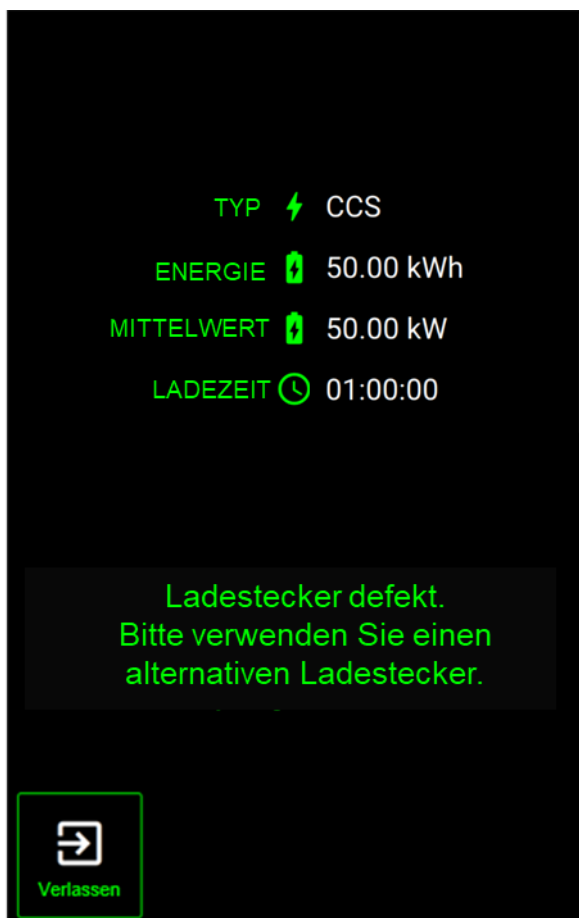 TYP CCS
ENERGIE 50.00 kWh
MITTELWERT 50.00 kW
LADEZEIT 01:00:00
Ladestecker defekt.
Bitte verwenden Sie einen
alternativen Ladestecker.
Verlassen